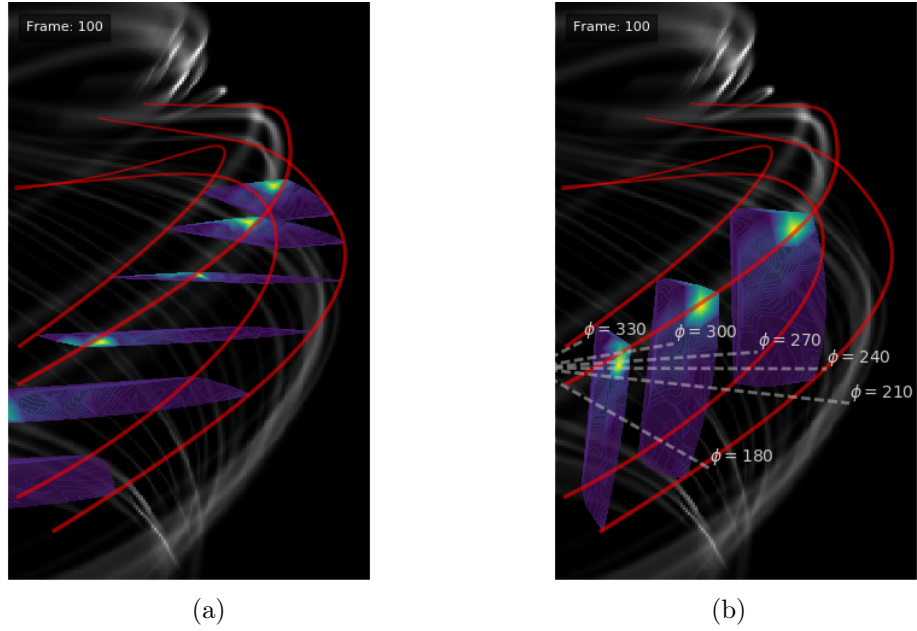 Frame: 100
Frame: 100
ϕ = 330
ϕ = 300
ϕ = 270
ϕ = 240
ϕ = 210
ϕ = 180
(a)
(b)